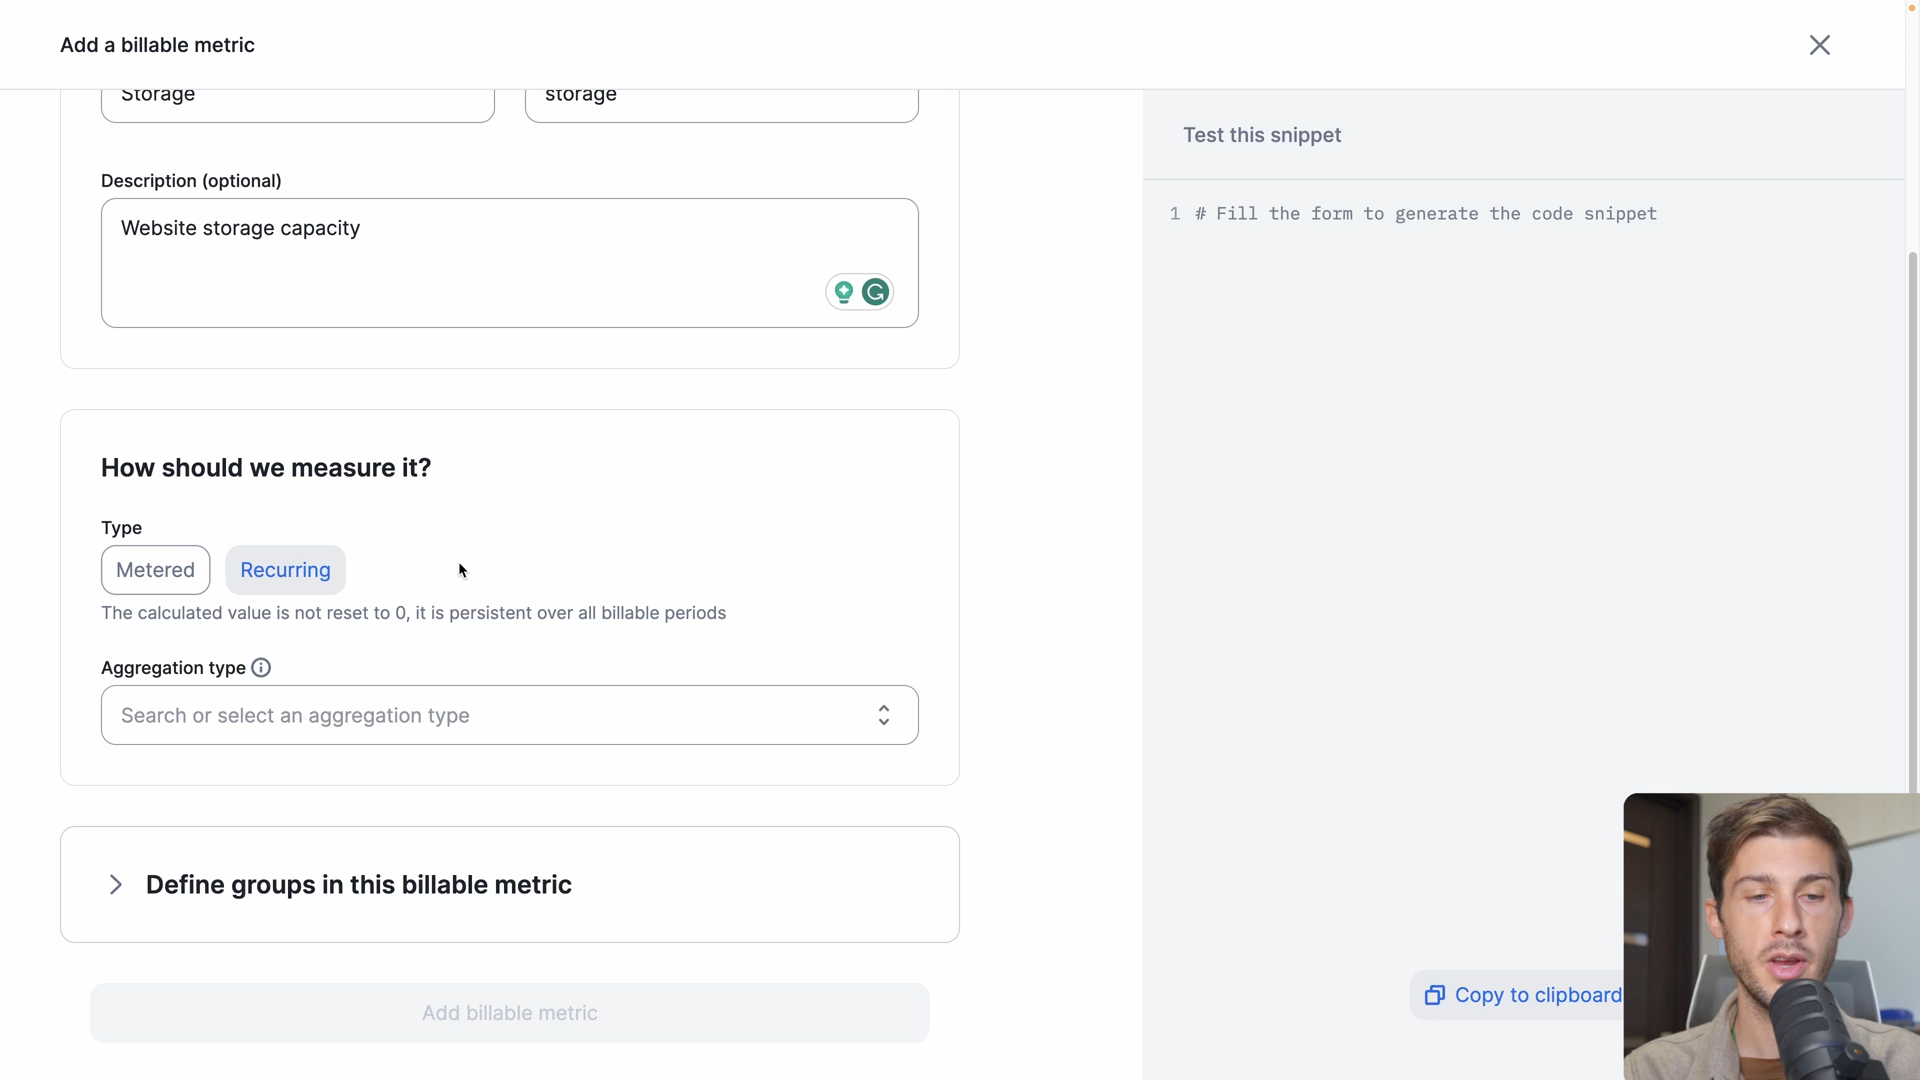 Add a billable metric
Storage
storage
Description (optional)
Website storage capacity
How should we measure it?
Type
Metered
Recurring
The calculated value is not reset to 0, it is persistent over all billable periods
Aggregation type
Search or select an aggregation type
Define groups in this billable metric
Add billable metric
Test this snippet
1 # Fill the form to generate the code snippet
Copy to clipboard